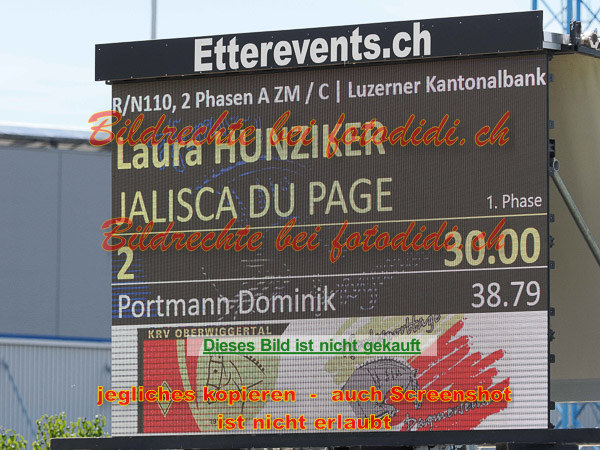 Etterevents.ch
R/N110, 2 Phasen A ZM / C | Luzerner Kantonalbank
Bildrechte bei fotodidi.ch
Laura HUNZIKER
JALISCA DU PAGE 1. Phase
Bildrechte bei fotodidi.ch
2 30.00
Portmann Dominik 38.79
KRV OBERWIGGERTAL
Dieses Bild ist nicht gekauft
jegliches kopieren - auch Screenshot
ist nicht erlaubt